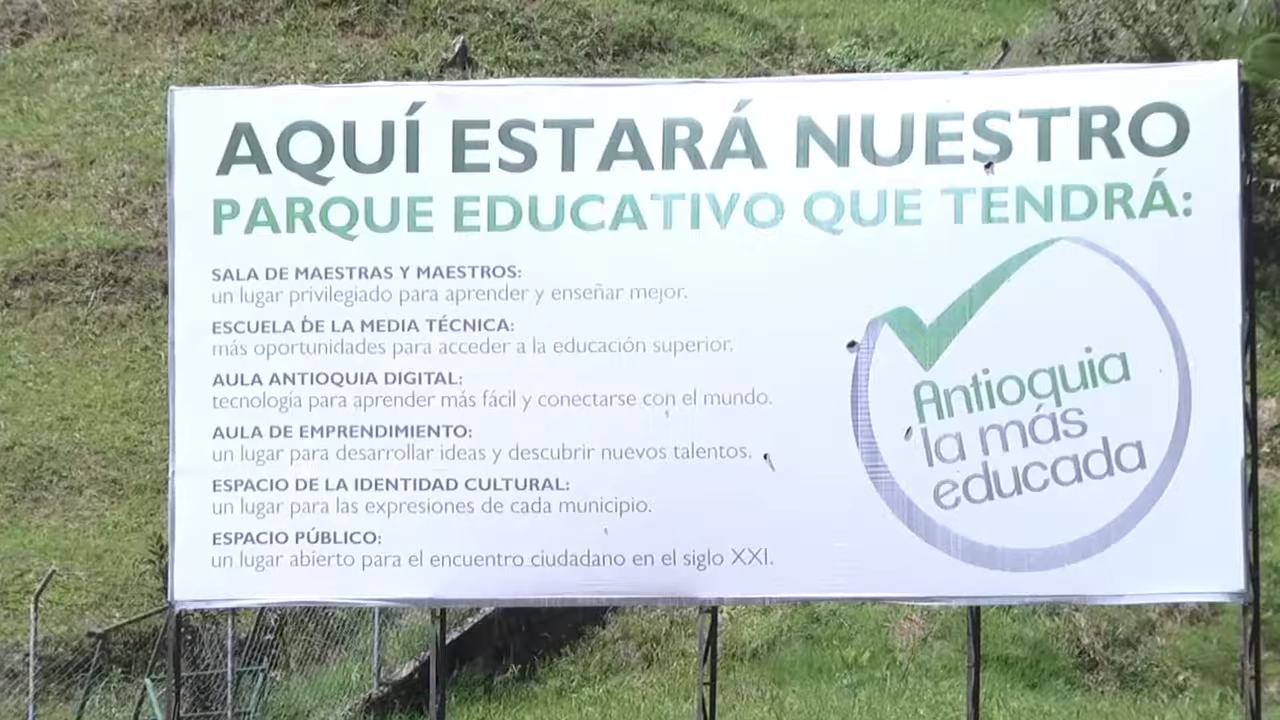 AQUÍ ESTARÁ NUESTRO
PARQUE EDUCATIVO QUE TENDRÁ:
SALA DE MAESTRAS Y MAESTROS:
un lugar privilegiado para aprender y enseñar mejor.
ESCUELA DE LA MEDIA TÉCNICA:
más oportunidades para acceder a la educación superior.
AULA ANTIOQUIA DIGITAL:
tecnología para aprender más fácil y conectarse con el mundo.
AULA DE EMPRENDIMIENTO:
un lugar para desarrollar ideas y descubrir nuevos talentos.
ESPACIO DE LA IDENTIDAD CULTURAL:
un lugar para las expresiones de cada municipio.
ESPACIO PÚBLICO:
un lugar abierto para el encuentro ciudadano en el siglo XXI.
Antioquia
la más
educada